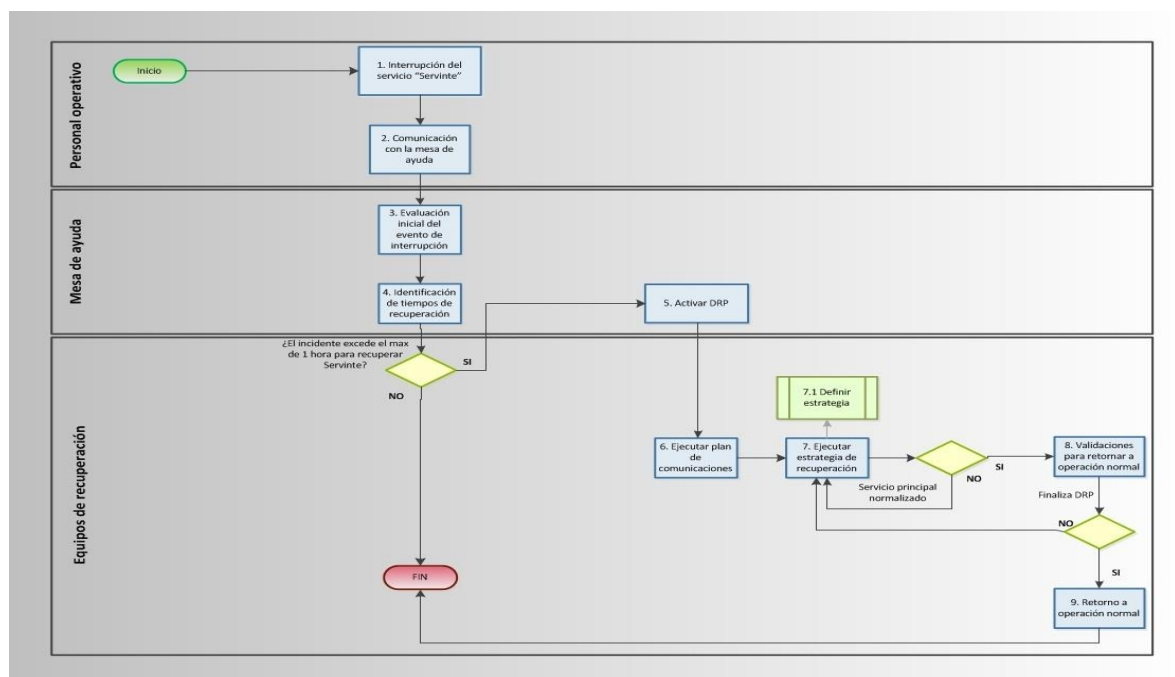 Personal operativo
Inicio
1. Interrupción del
servicio "Servinte"
2. Comunicación
con la mesa de
ayuda
Mesa de ayuda
3. Evaluación
inicial del
evento de
interrupción
4. Identificación
de tiempos de
recuperación
5. Activar DRP
Equipos de recuperación
¿El incidente excede el max
de 1 hora para recuperar
Servinte?
SI
NO
7.1 Definir
estrategia
6. Ejecutar plan
de
comunicaciones
7. Ejecutar
estrategia de
recuperación
Servicio principal
normalizado
SI
NO
8. Validaciones
para retornar a
operación normal
Finaliza DRP
NO
SI
9. Retorno a
operación normal
FIN